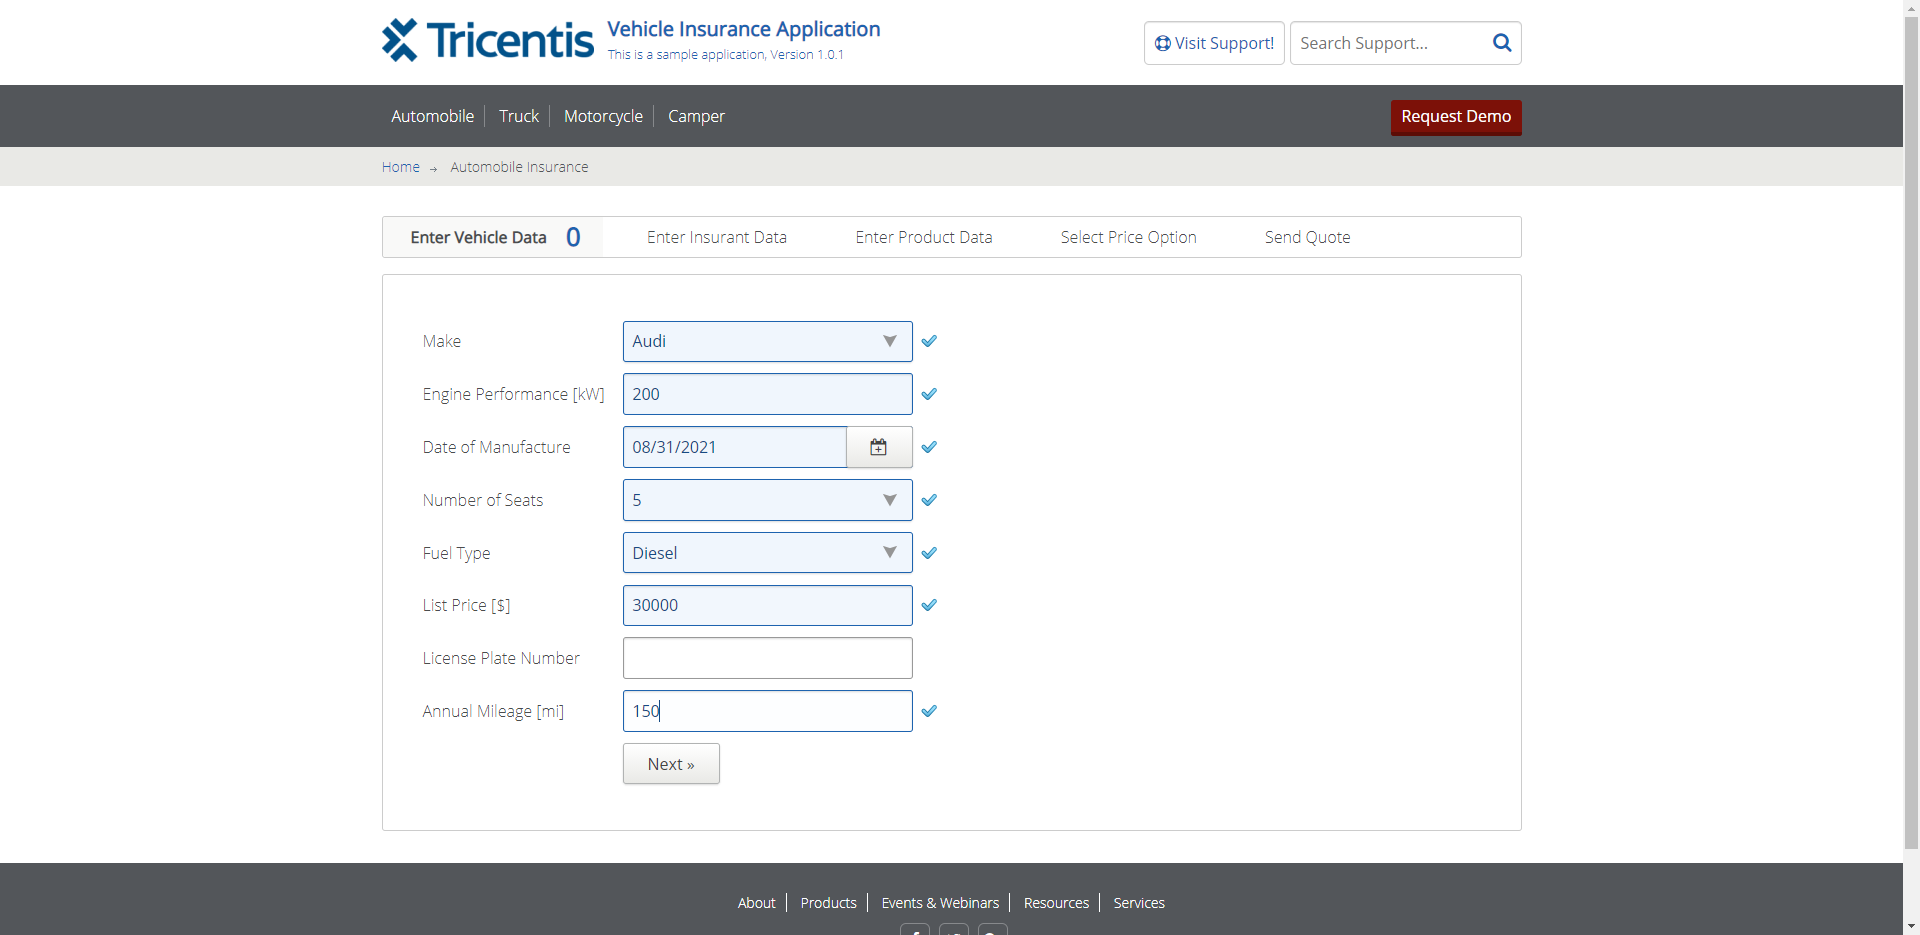 Tricentis
Vehicle Insurance Application
This is a sample application, Version 1.0.1
Visit Support!
Search Support...
Automobile
Truck
Motorcycle
Camper
Request Demo
Home → Automobile Insurance
Enter Vehicle Data 0
Enter Insurant Data
Enter Product Data
Select Price Option
Send Quote
Make
Audi
Engine Performance [kW]
200
Date of Manufacture
08/31/2021
Number of Seats
5
Fuel Type
Diesel
List Price [$]
30000
License Plate Number
Annual Mileage [mi]
150
Next »
About
Products
Events & Webinars
Resources
Services